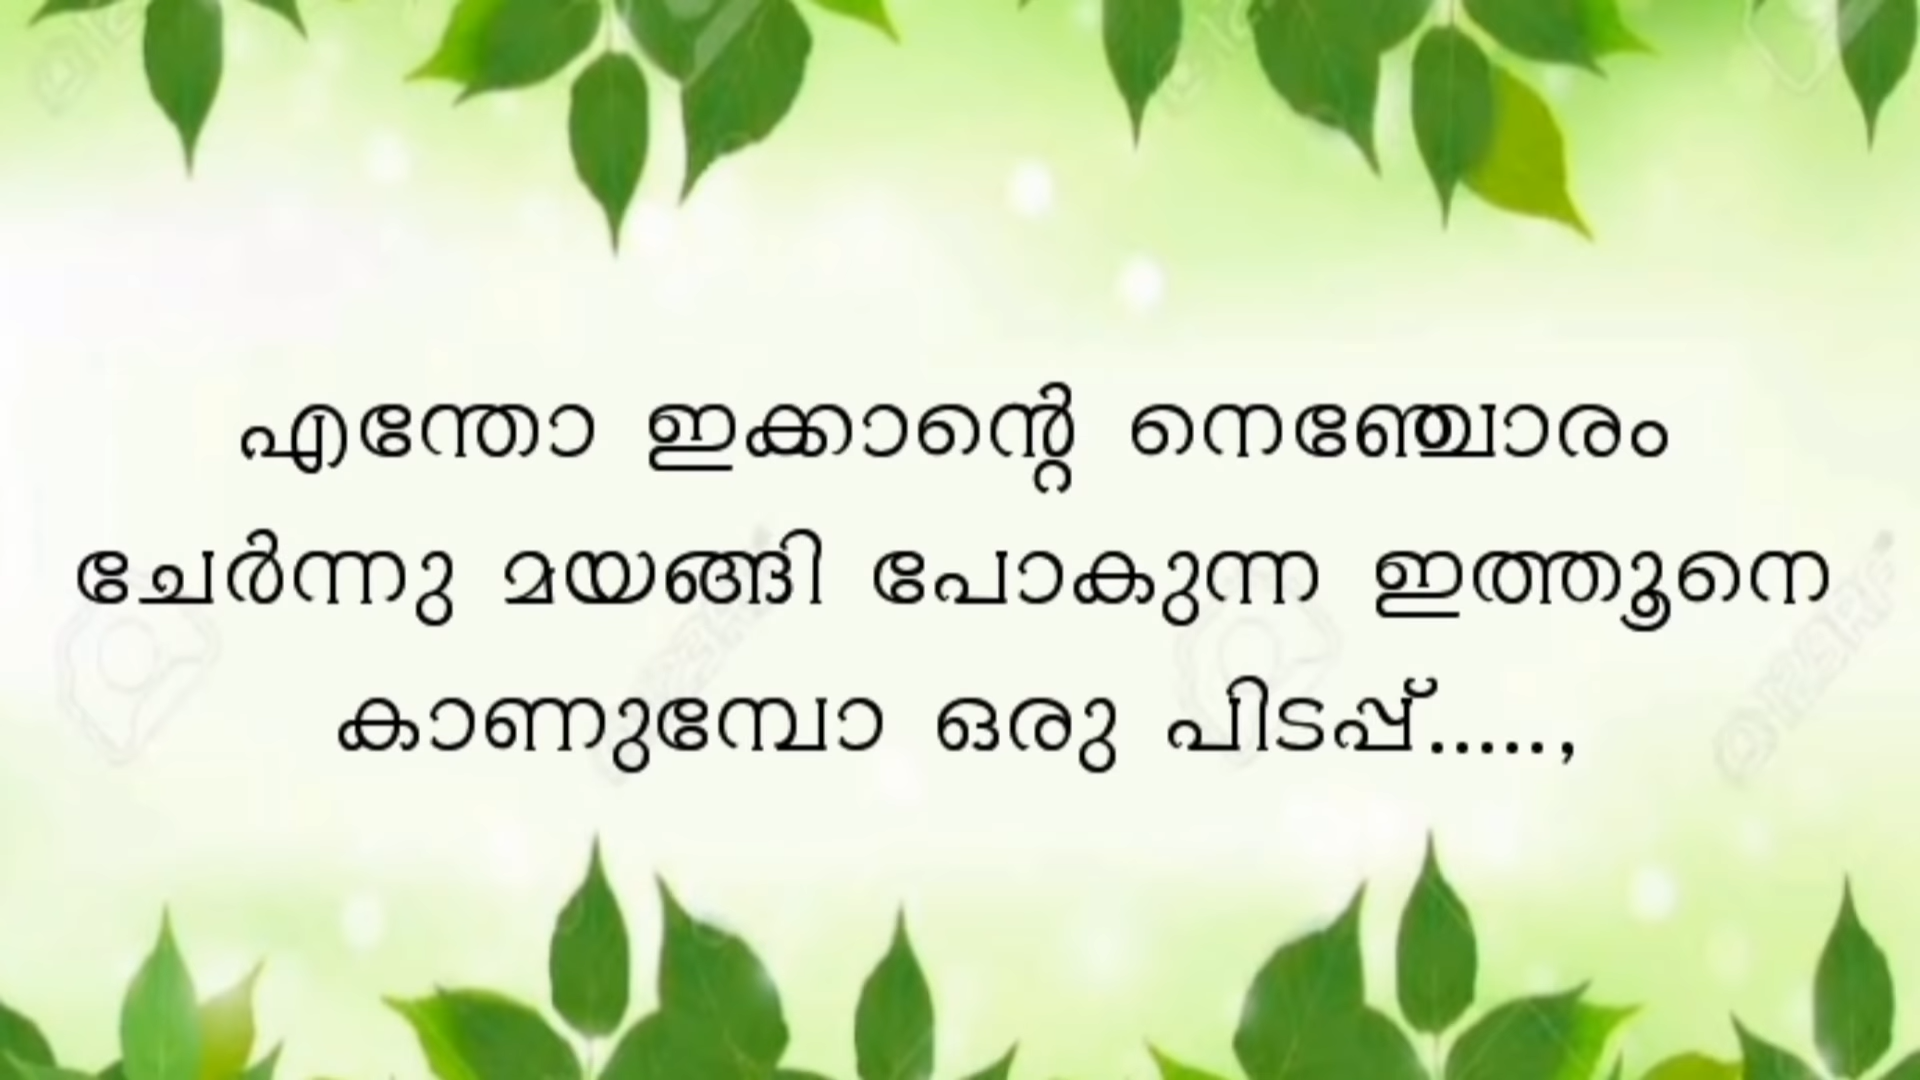 എന്തോ ഇക്കാന്റെ നെഞ്ചോരം
ചേർന്നു മയങ്ങി പോകുന്ന ഇത്തൂനെ
കാണുമ്പോ ഒരു പിടപ്പ്.....,